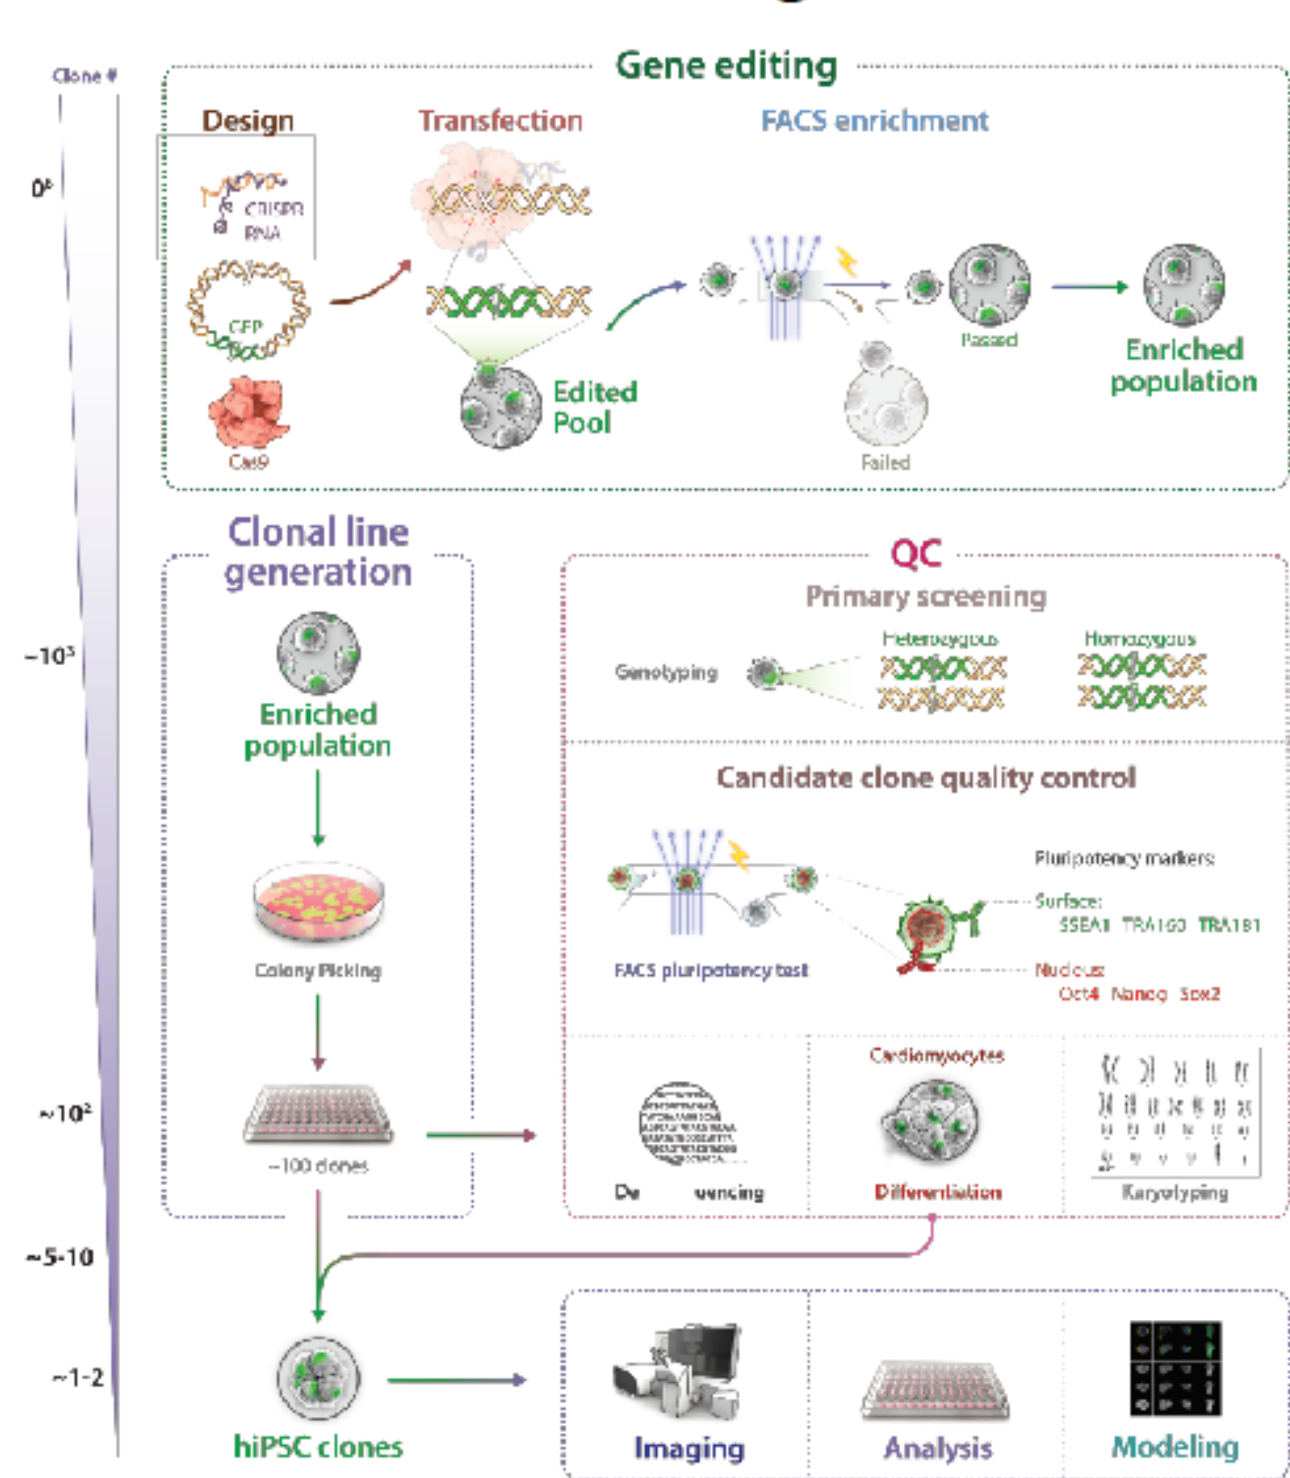 Gene editing
Clone #
Design
Transfection
FACS enrichment
0⁶
CRISPR
RNA
GFP
Cas9
Edited
Pool
Passed
Failed
Enriched
population
Clonal line
generation
QC
Primary screening
~10³
Genotyping
Heterozygous
Homozygous
Enriched
population
Candidate clone quality control
Pluripotency markers
Surface:
SSEA1 TRA160 TRA181
Nucleus:
Oct4 Nanog Sox2
FACS pluripotency test
Colony Picking
~10²
~100 clones
Cardiomyocytes
De uencing
Differentiation
Karyotyping
~5-10
~1-2
hiPSC clones
Imaging
Analysis
Modeling